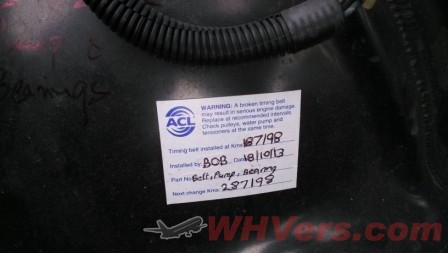 Bearings
ACL
WARNING: A broken timing belt
may result in serious engine damage.
Replace at recommended intervals.
Check pulleys, water pump and
tensioners at the same time.
Timing belt installed at Kms 187198
Installed by BOB Date 18/10/13
Part No Belt, Pump, Bearing
Next change Kms 287198
WHVers.com